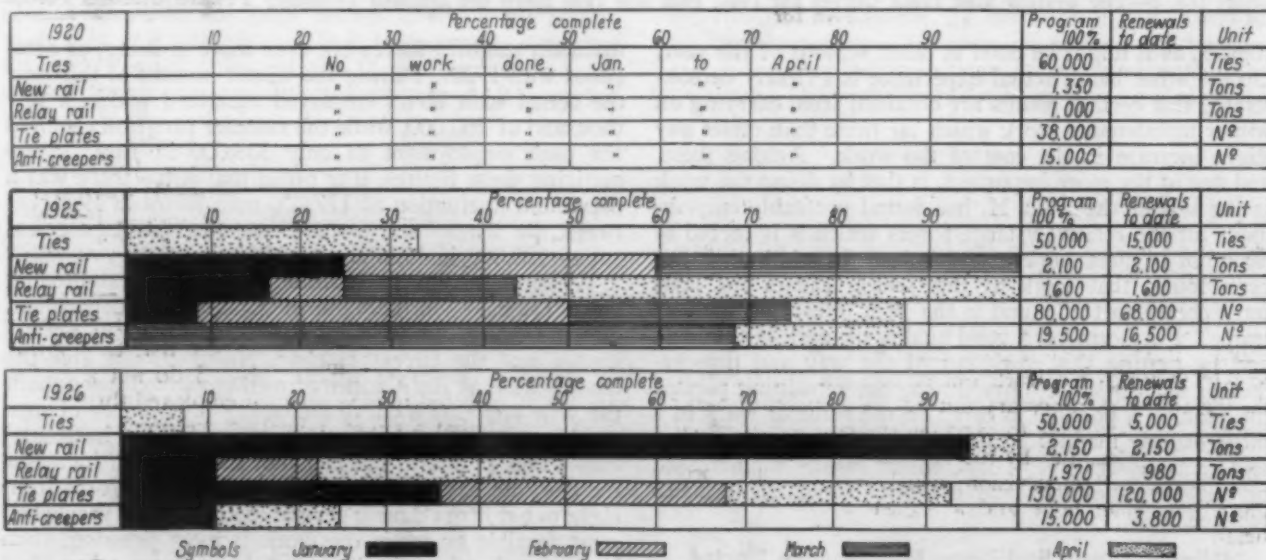 1920 Percentage complete Program 100% Renewals to date Unit
10 20 30 40 50 60 70 80 90
Ties No work done, Jan. to April 60,000 Ties
New rail " " " " " " 1,350 Tons
Relay rail " " " " " " 1,000 Tons
Tie plates " " " " " " 38,000 Nº
Anti-creepers " " " " " " 15,000 Nº
1925 Percentage complete Program 100% Renewals to date Unit
10 20 30 40 50 60 70 80 90
Ties 50,000 15,000 Ties
New rail 2,100 2,100 Tons
Relay rail 1,600 1,600 Tons
Tie plates 80,000 68,000 Nº
Anti-creepers 19,500 16,500 Nº
1926 Percentage complete Program 100% Renewals to date Unit
10 20 30 40 50 60 70 80 90
Ties 50,000 5,000 Ties
New rail 2,150 2,150 Tons
Relay rail 1,970 980 Tons
Tie plates 130,000 120,000 Nº
Anti-creepers 15,000 3,800 Nº
Symbols January February March April